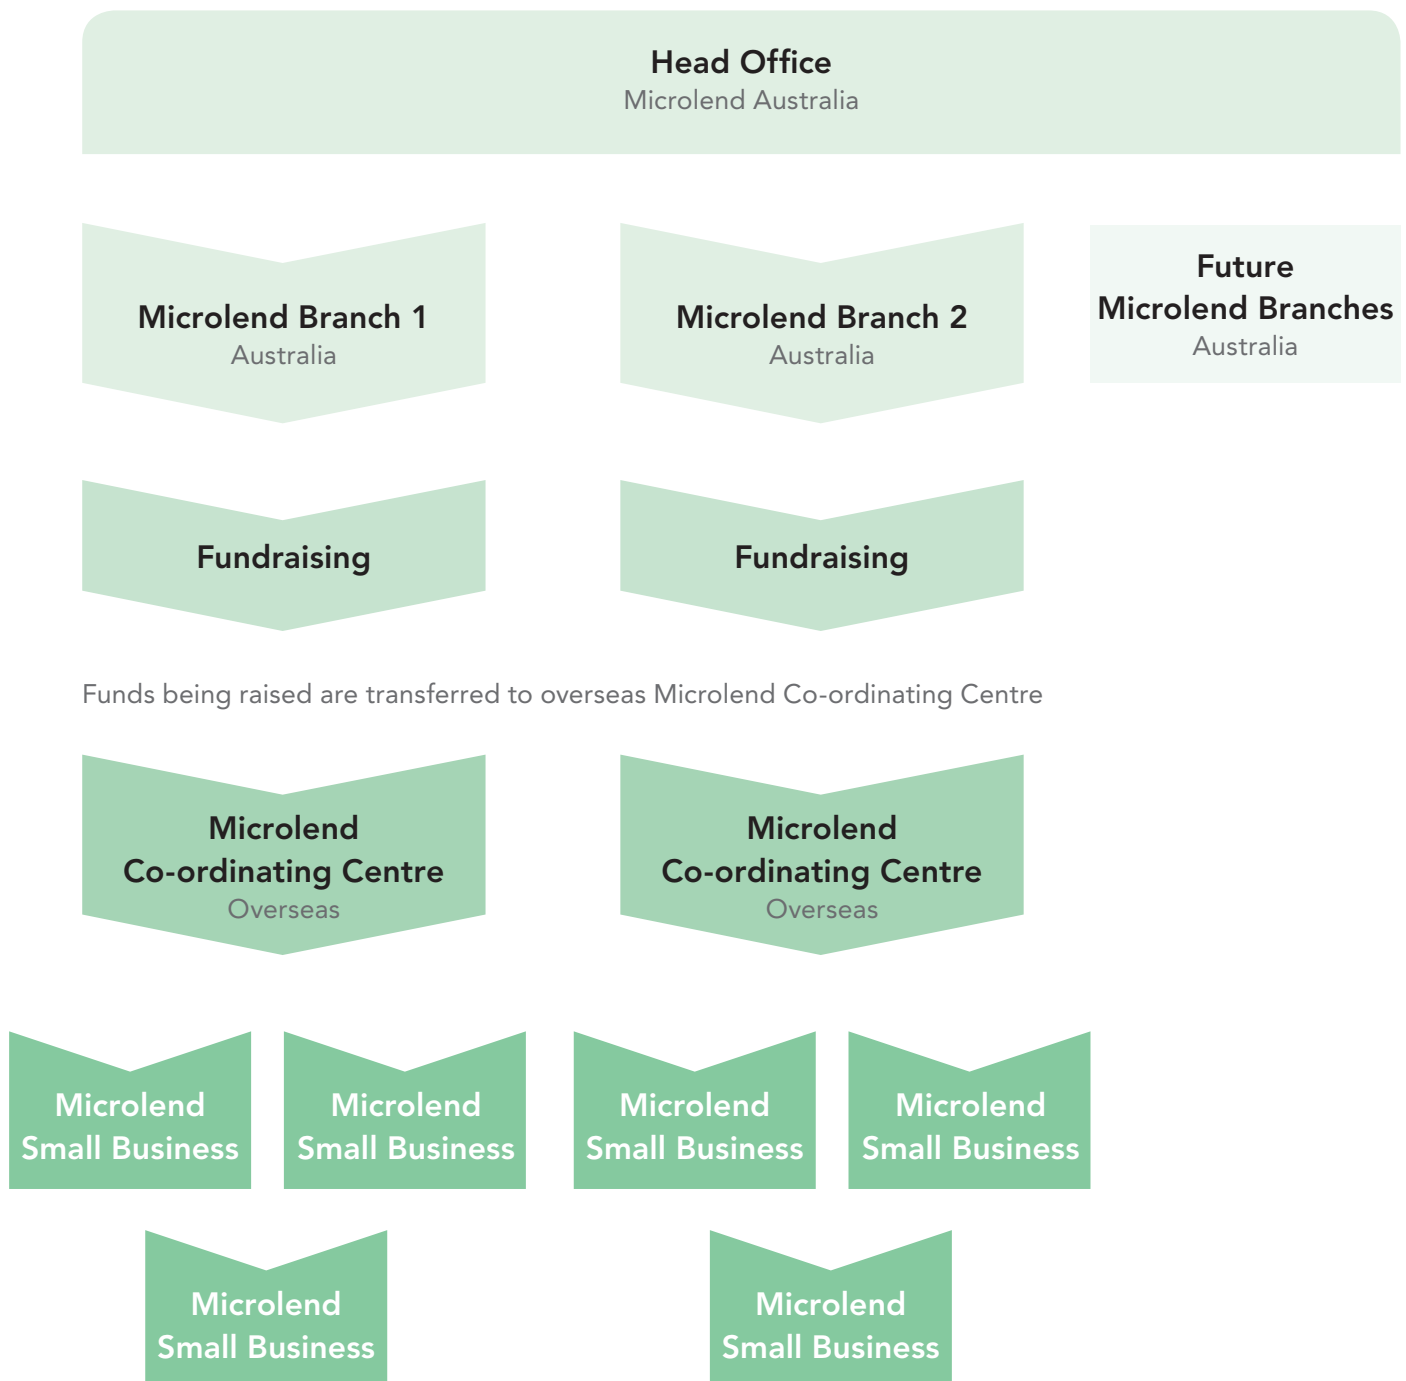 Head Office
Microlend Australia
Microlend Branch 1
Australia
Microlend Branch 2
Australia
Future
Microlend Branches
Australia
Fundraising
Fundraising
Funds being raised are transferred to overseas Microlend Co-ordinating Centre
Microlend
Co-ordinating Centre
Overseas
Microlend
Co-ordinating Centre
Overseas
Microlend
Small Business
Microlend
Small Business
Microlend
Small Business
Microlend
Small Business
Microlend
Small Business
Microlend
Small Business